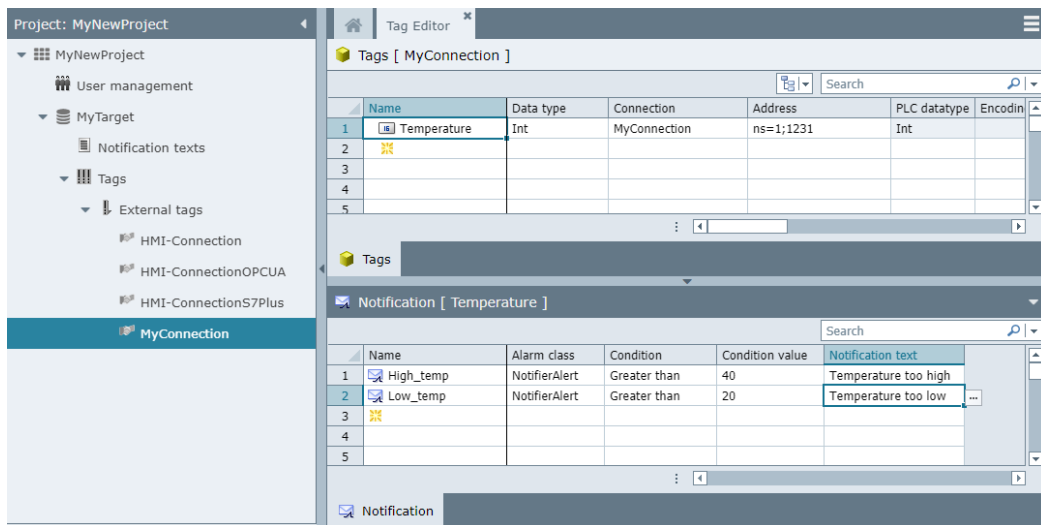 Project: MyNewProject
MyNewProject
User management
MyTarget
Notification texts
Tags
External tags
HMI-Connection
HMI-ConnectionOPCUA
HMI-ConnectionS7Plus
MyConnection
Tag Editor
Tags [ MyConnection ]
Search
Name Data type Connection Address PLC datatype Encodin
1 Temperature Int MyConnection ns=1;1231 Int
2
3
4
5
Tags
Notification [ Temperature ]
Search
Name Alarm class Condition Condition value Notification text
1 High_temp NotifierAlert Greater than 40 Temperature too high
2 Low_temp NotifierAlert Greater than 20 Temperature too low ...
3
4
5
Notification